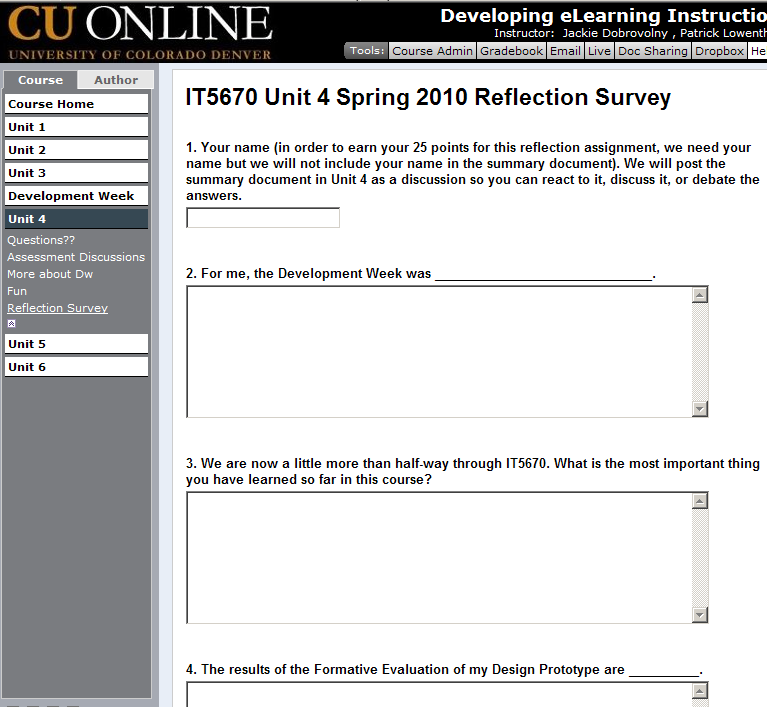 CU ONLINE
UNIVERSITY OF COLORADO DENVER
Developing eLearning Instructio
Instructor: Jackie Dobrovolny , Patrick Lowenth
Tools: Course Admin Gradebook Email Live Doc Sharing Dropbox He
Course Author
Course Home
Unit 1
Unit 2
Unit 3
Development Week
Unit 4
Questions??
Assessment Discussions
More about Dw
Fun
Reflection Survey
Unit 5
Unit 6
IT5670 Unit 4 Spring 2010 Reflection Survey
1. Your name (in order to earn your 25 points for this reflection assignment, we need your
name but we will not include your name in the summary document). We will post the
summary document in Unit 4 as a discussion so you can react to it, discuss it, or debate the
answers.
2. For me, the Development Week was ____________________________.
3. We are now a little more than half-way through IT5670. What is the most important thing
you have learned so far in this course?
4. The results of the Formative Evaluation of my Design Prototype are _________.